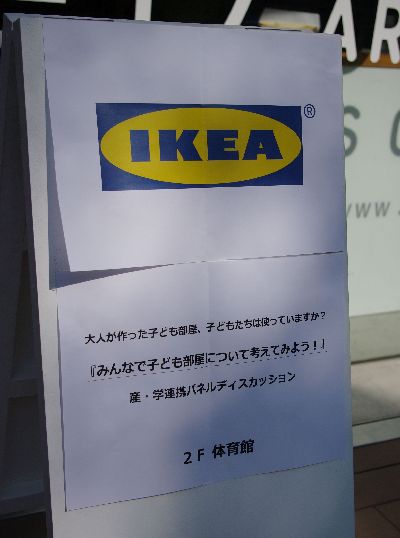 AR
S
www.
IKEA®
大人が作った子ども部屋、子どもたちは使っていますか？
『みんなで子ども部屋について考えてみよう！』
産・学連携パネルディスカッション
２Ｆ 体育館